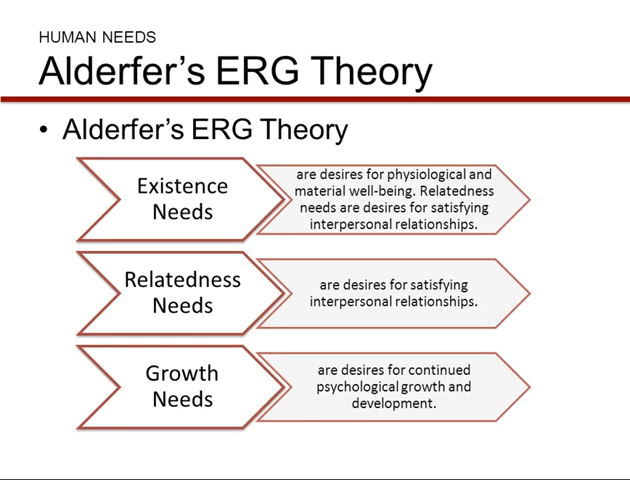 HUMAN NEEDS
Alderfer's ERG Theory
• Alderfer's ERG Theory
Existence
Needs
are desires for physiological and
material well-being. Relatedness
needs are desires for satisfying
interpersonal relationships.
Relatedness
Needs
are desires for satisfying
interpersonal relationships.
Growth
Needs
are desires for continued
psychological growth and
development.